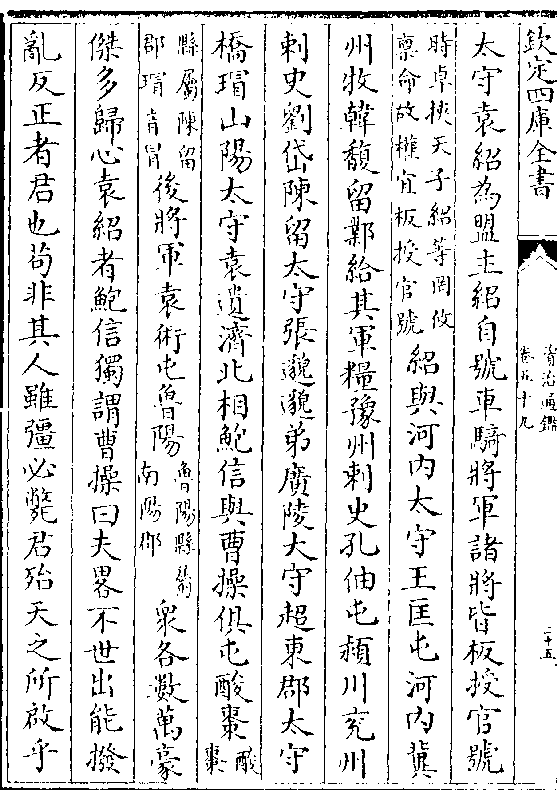 欽定四庫全書
資治通鑑
卷五十九
二十五
太守袁紹為盟主紹自號車騎將軍諸將皆板授官號
時卓挾天子紹等罔攸
稟命故權宜板授官號
紹與河内太守王匡屯河内冀
州牧韓馥留鄴給其軍糧豫州刺史孔伷屯潁川兖州
刺史劉岱陳留太守張邈邈弟廣陵太守超東郡太守
橋瑁山陽太守袁遺濟北相鮑信與曹操俱屯酸棗
酸棗
縣屬陳留
郡瑁音冒
後將軍袁術屯魯陽
魯陽縣屬
南陽郡
衆各數萬豪
傑多歸心袁紹者鮑信獨謂曹操曰夫畧不世出能撥
亂反正者君也苟非其人雖彊必斃君殆天之所啟乎